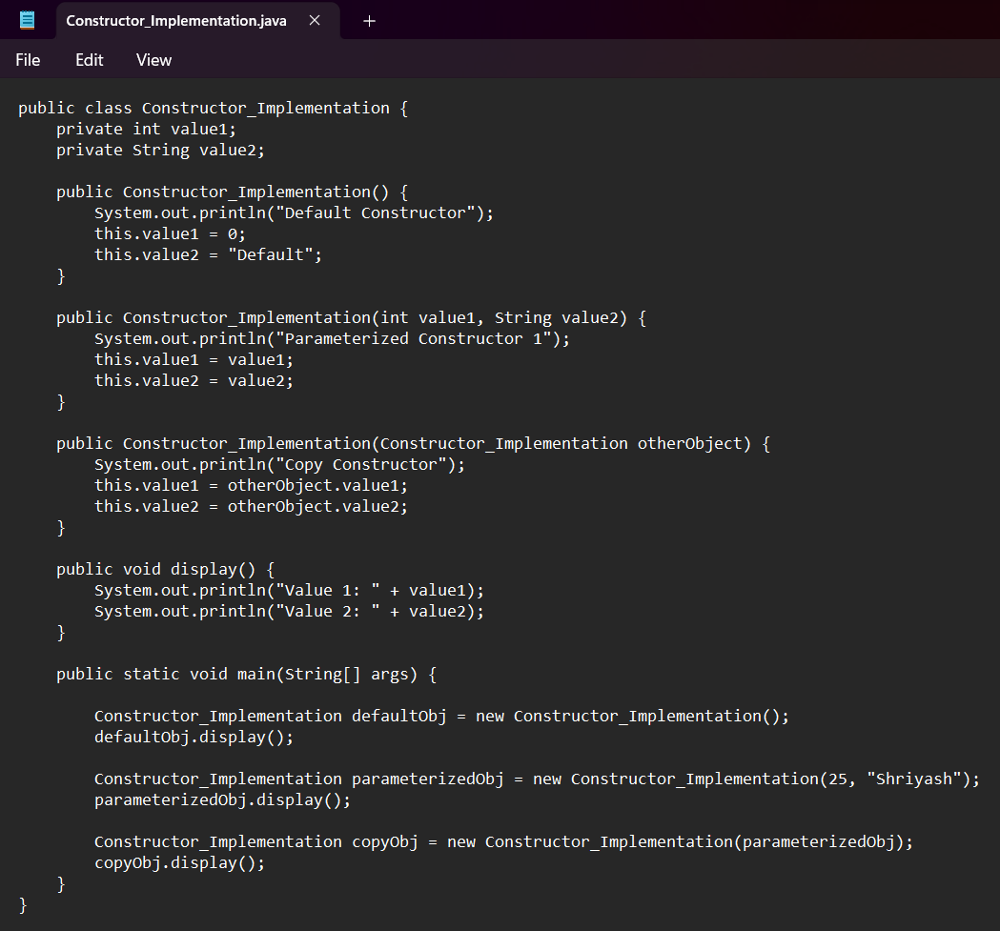 Constructor_Implementation.java
File Edit View
public class Constructor_Implementation {
    private int value1;
    private String value2;

    public Constructor_Implementation() {
        System.out.println("Default Constructor");
        this.value1 = 0;
        this.value2 = "Default";
    }

    public Constructor_Implementation(int value1, String value2) {
        System.out.println("Parameterized Constructor 1");
        this.value1 = value1;
        this.value2 = value2;
    }

    public Constructor_Implementation(Constructor_Implementation otherObject) {
        System.out.println("Copy Constructor");
        this.value1 = otherObject.value1;
        this.value2 = otherObject.value2;
    }

    public void display() {
        System.out.println("Value 1: " + value1);
        System.out.println("Value 2: " + value2);
    }

    public static void main(String[] args) {

        Constructor_Implementation defaultObj = new Constructor_Implementation();
        defaultObj.display();

        Constructor_Implementation parameterizedObj = new Constructor_Implementation(25, "Shriyash");
        parameterizedObj.display();

        Constructor_Implementation copyObj = new Constructor_Implementation(parameterizedObj);
        copyObj.display();
    }
}